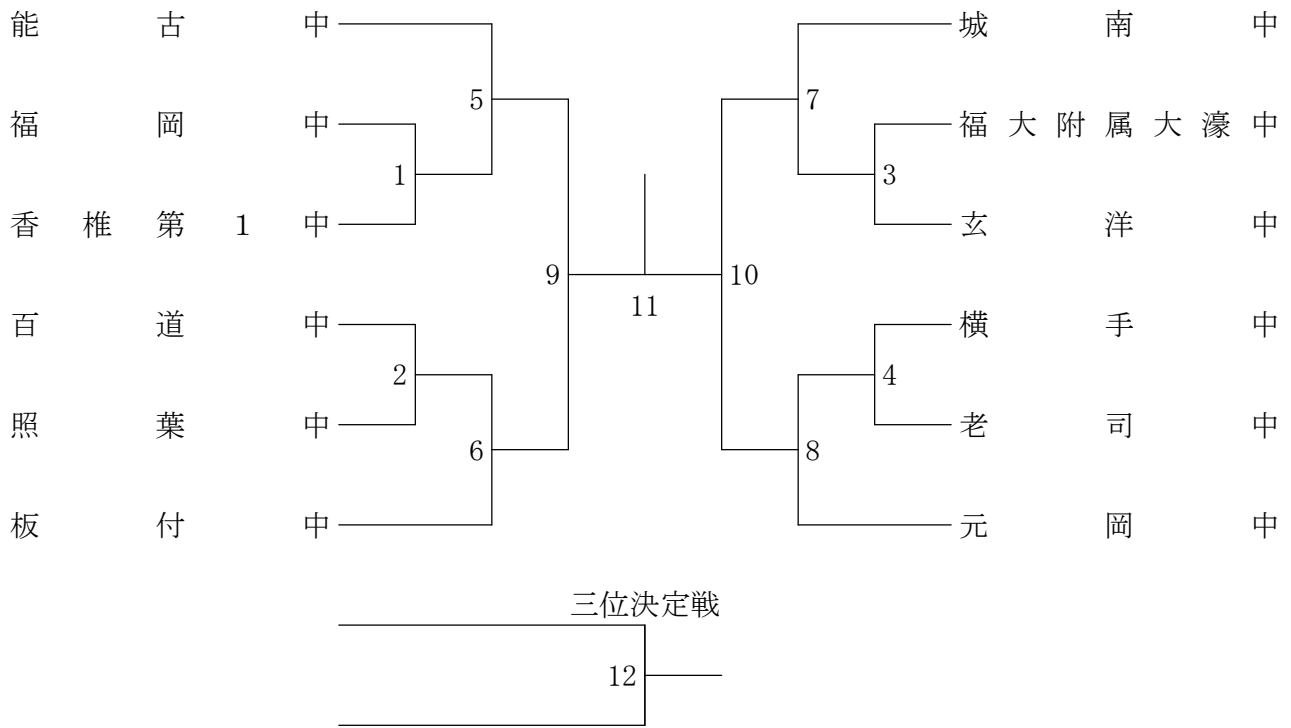 能古中
城南中
5
7
福岡中
福大附属大濠中
1
3
香椎第1中
玄洋中
9
10
11
百道中
横手中
2
4
照葉中
老司中
6
8
板付中
元岡中
三位決定戦
12